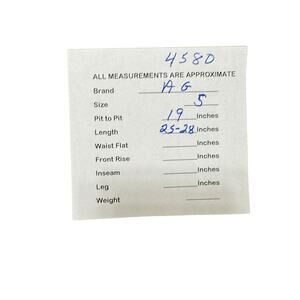 4580
ALL MEASUREMENTS ARE APPROXIMATE
Brand AG
Size S
Pit to Pit 19 Inches
Length 25-28 Inches
Waist Flat Inches
Front Rise Inches
Inseam Inches
Leg Inches
Weight